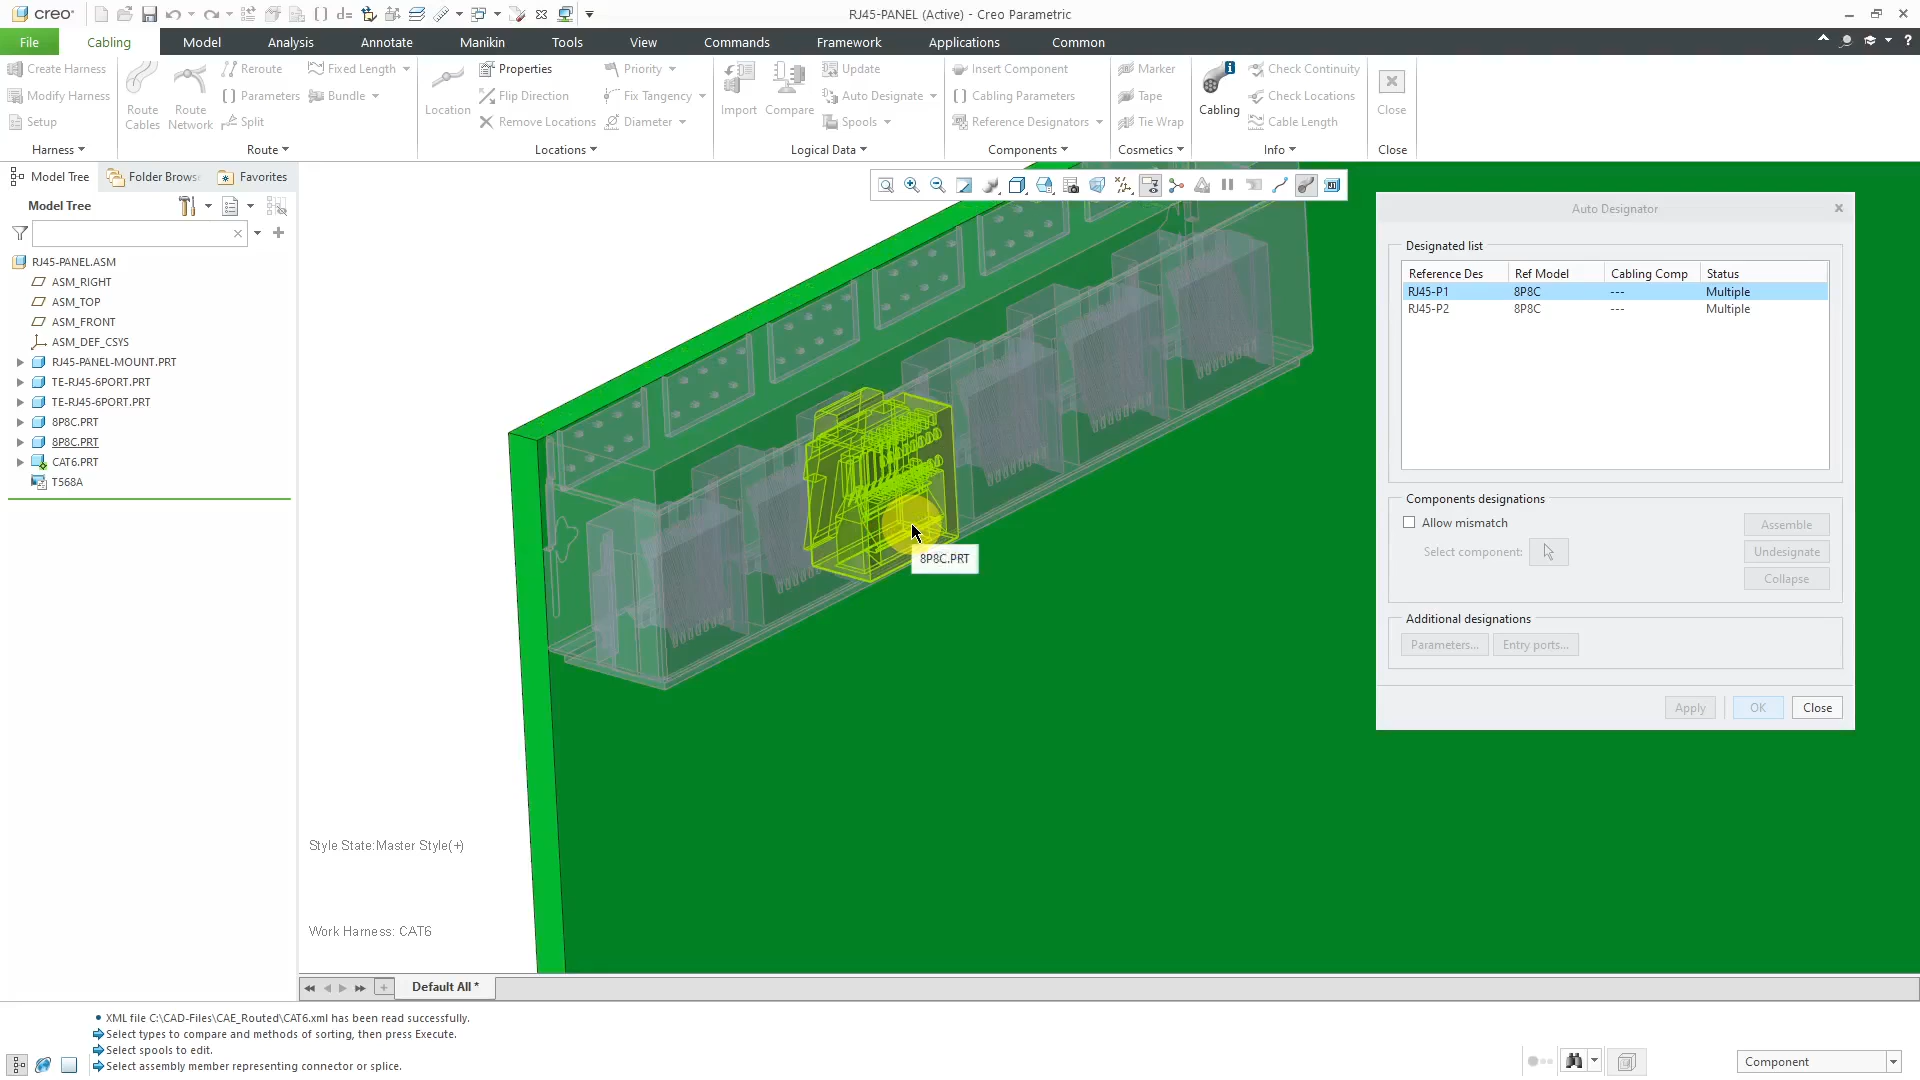 creo
RJ45-PANEL (Active) - Creo Parametric
File Cabling Model Analysis Annotate Manikin Tools View Commands Framework Applications Common
Create Harness
Modify Harness
Setup
Harness
Route Cables
Route Network
Reroute
Parameters
Split
Fixed Length
Bundle
Route
Location
Properties
Flip Direction
Remove Locations
Priority
Fix Tangency
Diameter
Locations
Import
Compare
Update
Auto Designate
Spools
Logical Data
Insert Component
Cabling Parameters
Reference Designators
Components
Marker
Tape
Tie Wrap
Cosmetics
Cabling
Check Continuity
Check Locations
Cable Length
Info
Close
Close
Model Tree Folder Brows Favorites
Model Tree
RJ45-PANEL.ASM
ASM_RIGHT
ASM_TOP
ASM_FRONT
ASM_DEF_CSYS
RJ45-PANEL-MOUNT.PRT
TE-RJ45-6PORT.PRT
TE-RJ45-6PORT.PRT
8P8C.PRT
8P8C.PRT
CAT6.PRT
T568A
8P8C.PRT
Style State:Master Style(+)
Work Harness: CAT6
Auto Designator
Designated list
Reference Des Ref Model Cabling Comp Status
RJ45-P1 8P8C --- Multiple
RJ45-P2 8P8C --- Multiple
Components designations
Allow mismatch
Select component:
Assemble
Undesignate
Collapse
Additional designations
Parameters... Entry ports...
Apply OK Close
Default All *
XML file C:\CAD-Files\CAE_Routed\CAT6.xml has been read successfully.
Select types to compare and methods of sorting, then press Execute.
Select spools to edit.
Select assembly member representing connector or splice.
Component